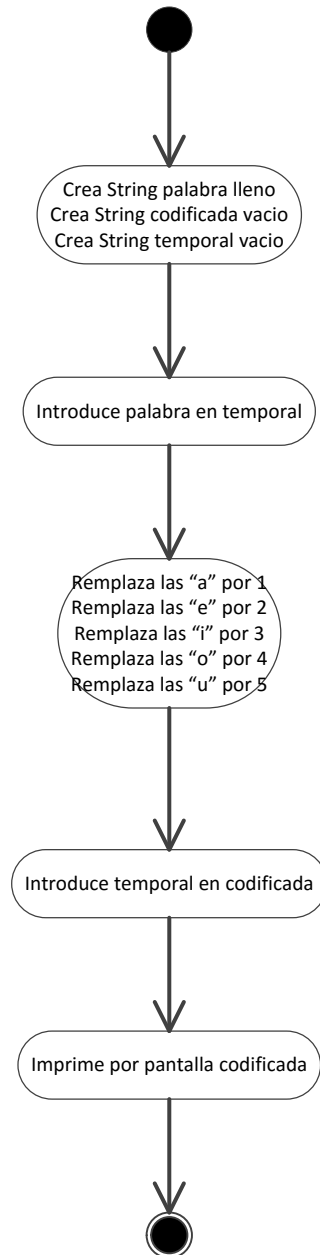 Crea String palabra lleno
Crea String codificada vacio
Crea String temporal vacio
Introduce palabra en temporal
Remplaza las “a” por 1
Remplaza las “e” por 2
Remplaza las “i” por 3
Remplaza las “o” por 4
Remplaza las “u” por 5
Introduce temporal en codificada
Imprime por pantalla codificada